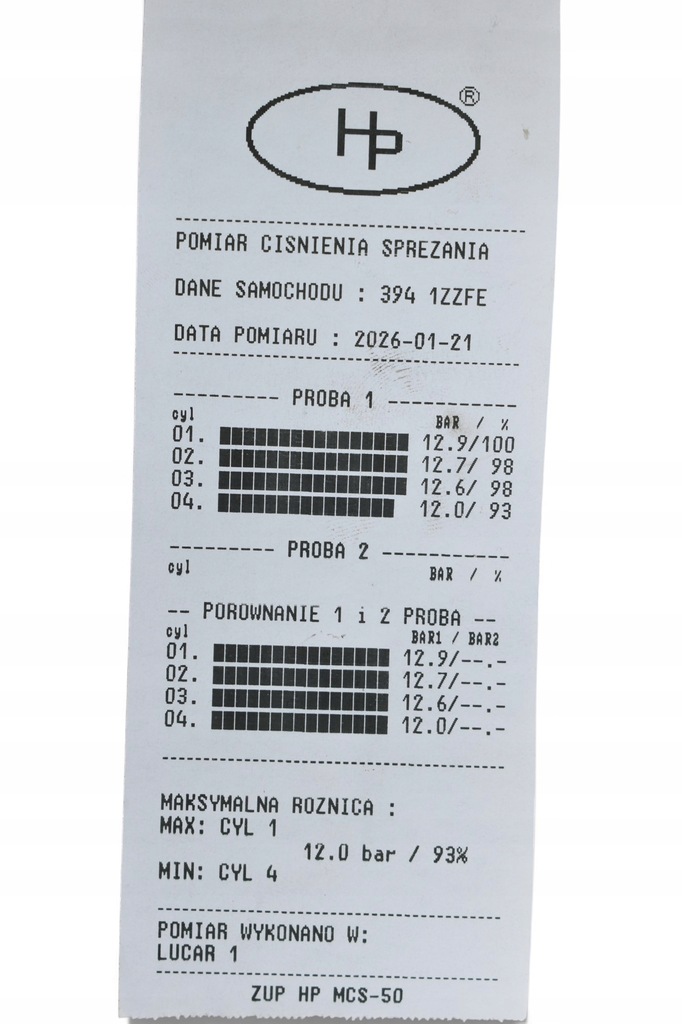 HP ®
POMIAR CISNIENIA SPREZANIA
DANE SAMOCHODU : 394 1ZZFE
DATA POMIARU : 2026-01-21
--------- PROBA 1 -----------
cyl BAR / %
01. 12.9/100
02. 12.7/ 98
03. 12.6/ 98
04. 12.0/ 93
--------- PROBA 2 -----------
cyl BAR / %
-- POROWNANIE 1 i 2 PROBA --
cyl BAR1 / BAR2
01. 12.9/--.-
02. 12.7/--.-
03. 12.6/--.-
04. 12.0/--.-
MAKSYMALNA ROZNICA :
MAX: CYL 1
12.0 bar / 93%
MIN: CYL 4
POMIAR WYKONANO W:
LUCAR 1
ZUP HP MCS-50